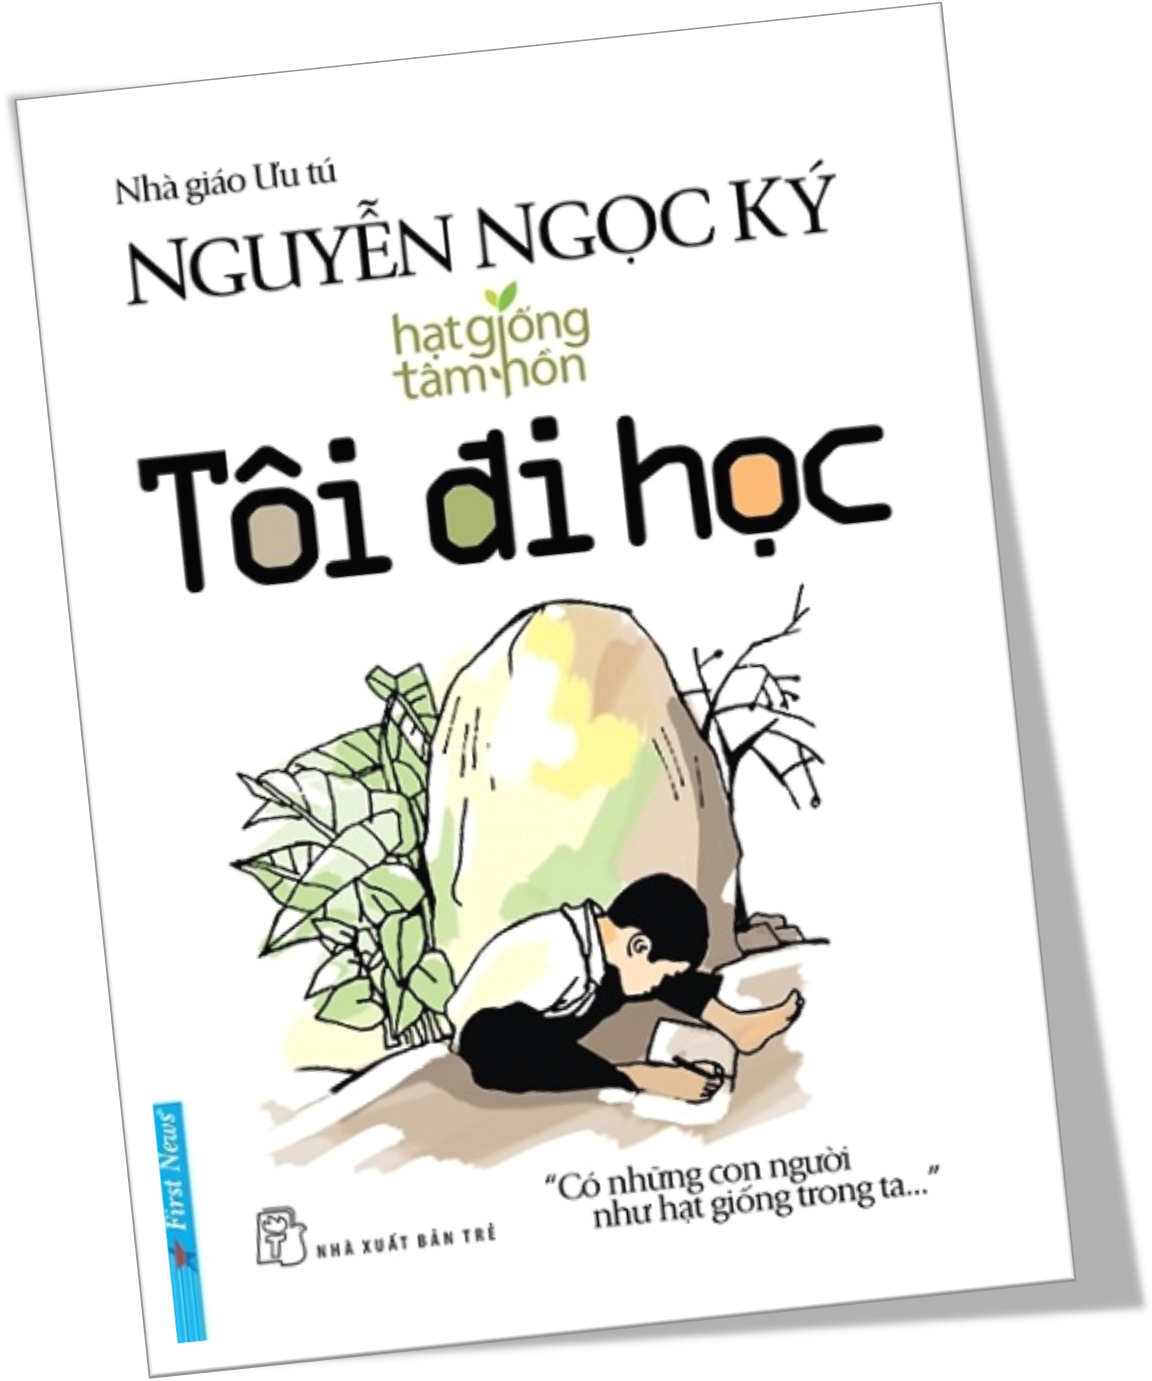 Nhà giáo Ưu tú
NGUYỄN NGỌC KÝ
hạt giống
tâm hồn
Tôi đi học
First News
NHÀ XUẤT BẢN TRẺ
“Có những con người
như hạt giống trong ta...”